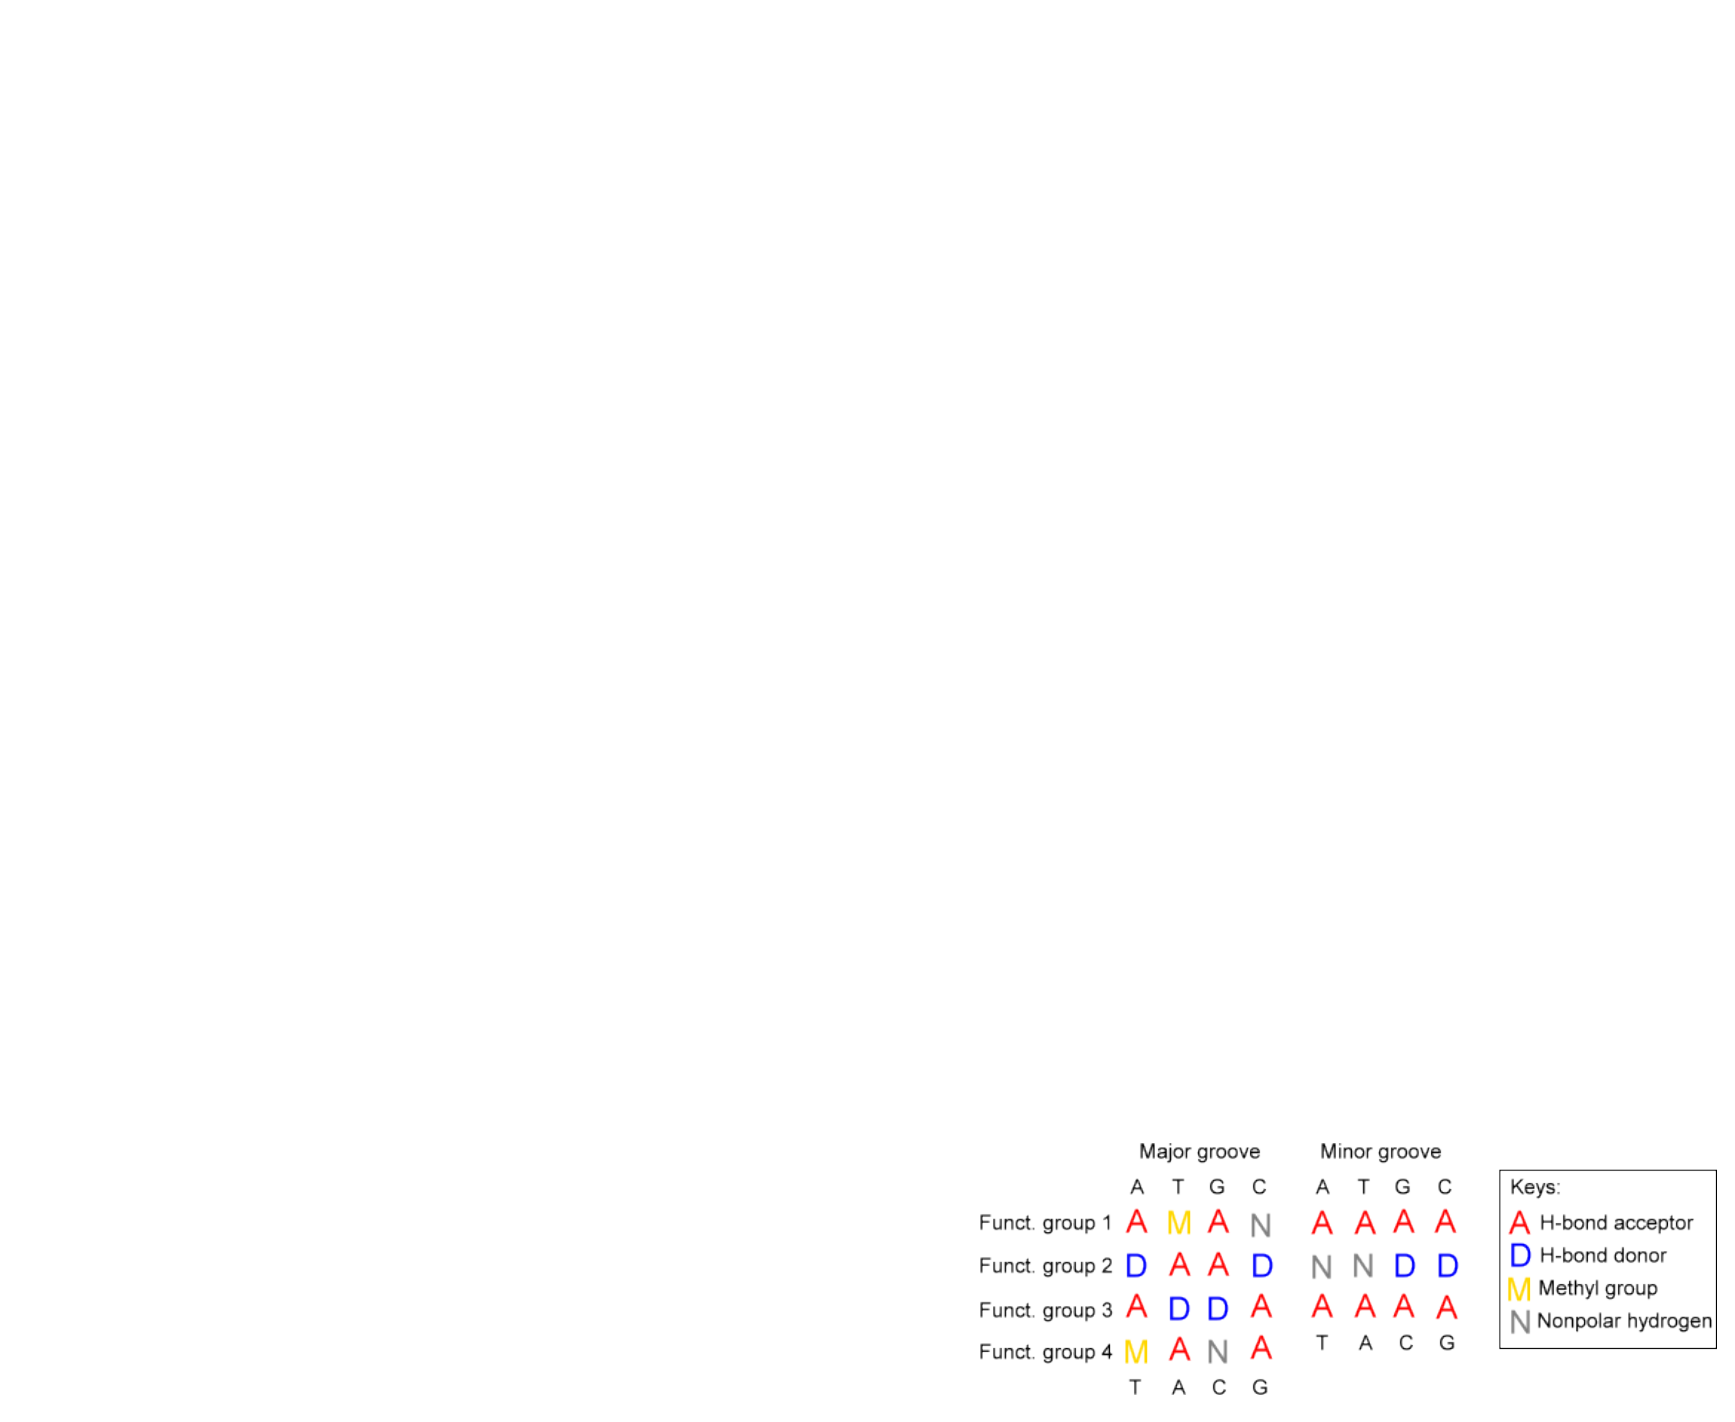 Major groove Minor groove
A T G C A T G C Keys:
Funct. group 1 A M A N A A A A A H-bond acceptor
Funct. group 2 D A A D N N D D D H-bond donor
Funct. group 3 A D D A A A A A M Methyl group
Funct. group 4 M A N A T A C G N Nonpolar hydrogen
T A C G